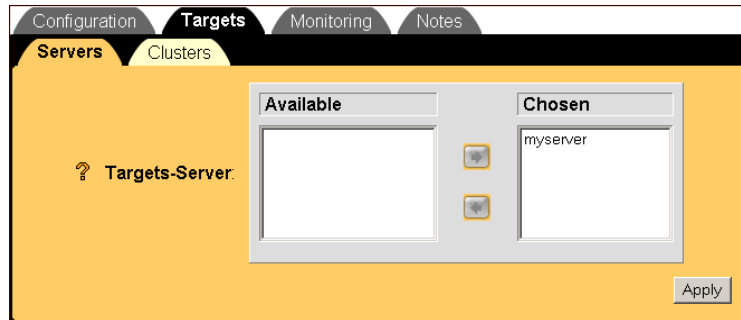 Configuration Targets Monitoring Notes
Servers Clusters
Available Chosen
myserver
? Targets-Server:
Apply